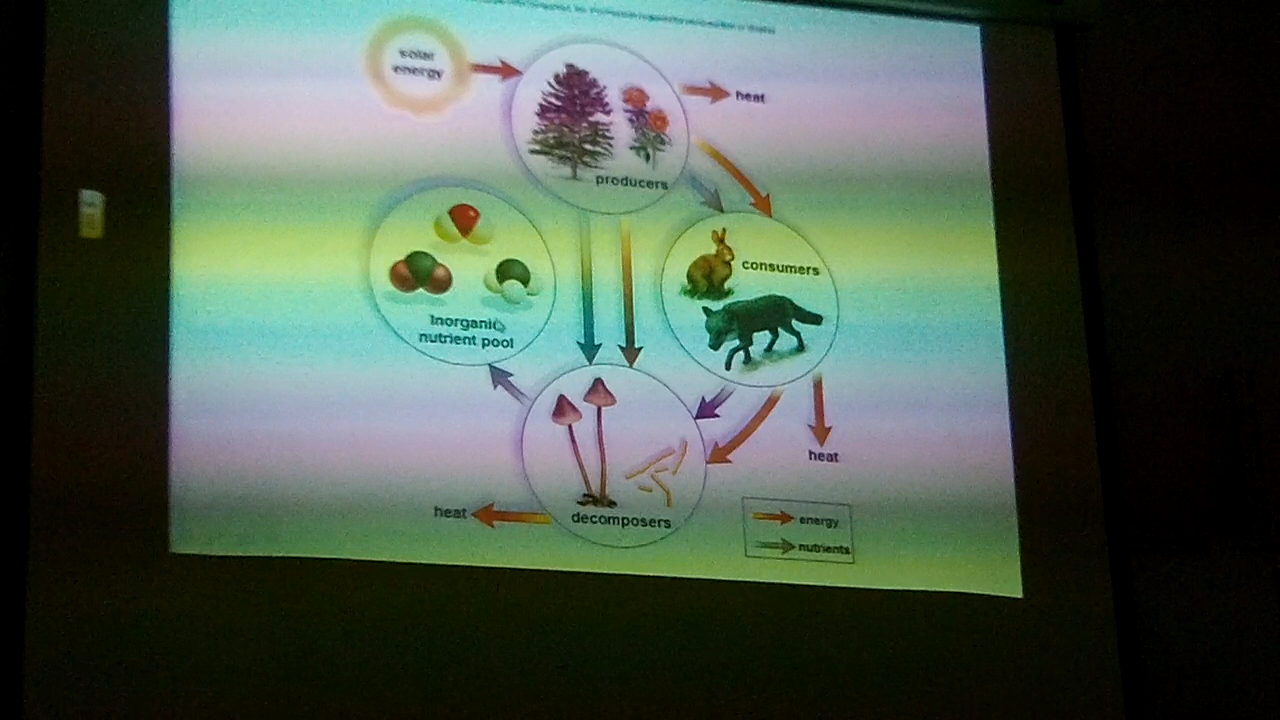 solar
energy
heat
producers
consumers
Inorganic
nutrient pool
heat
heat
decomposers
energy
nutrients